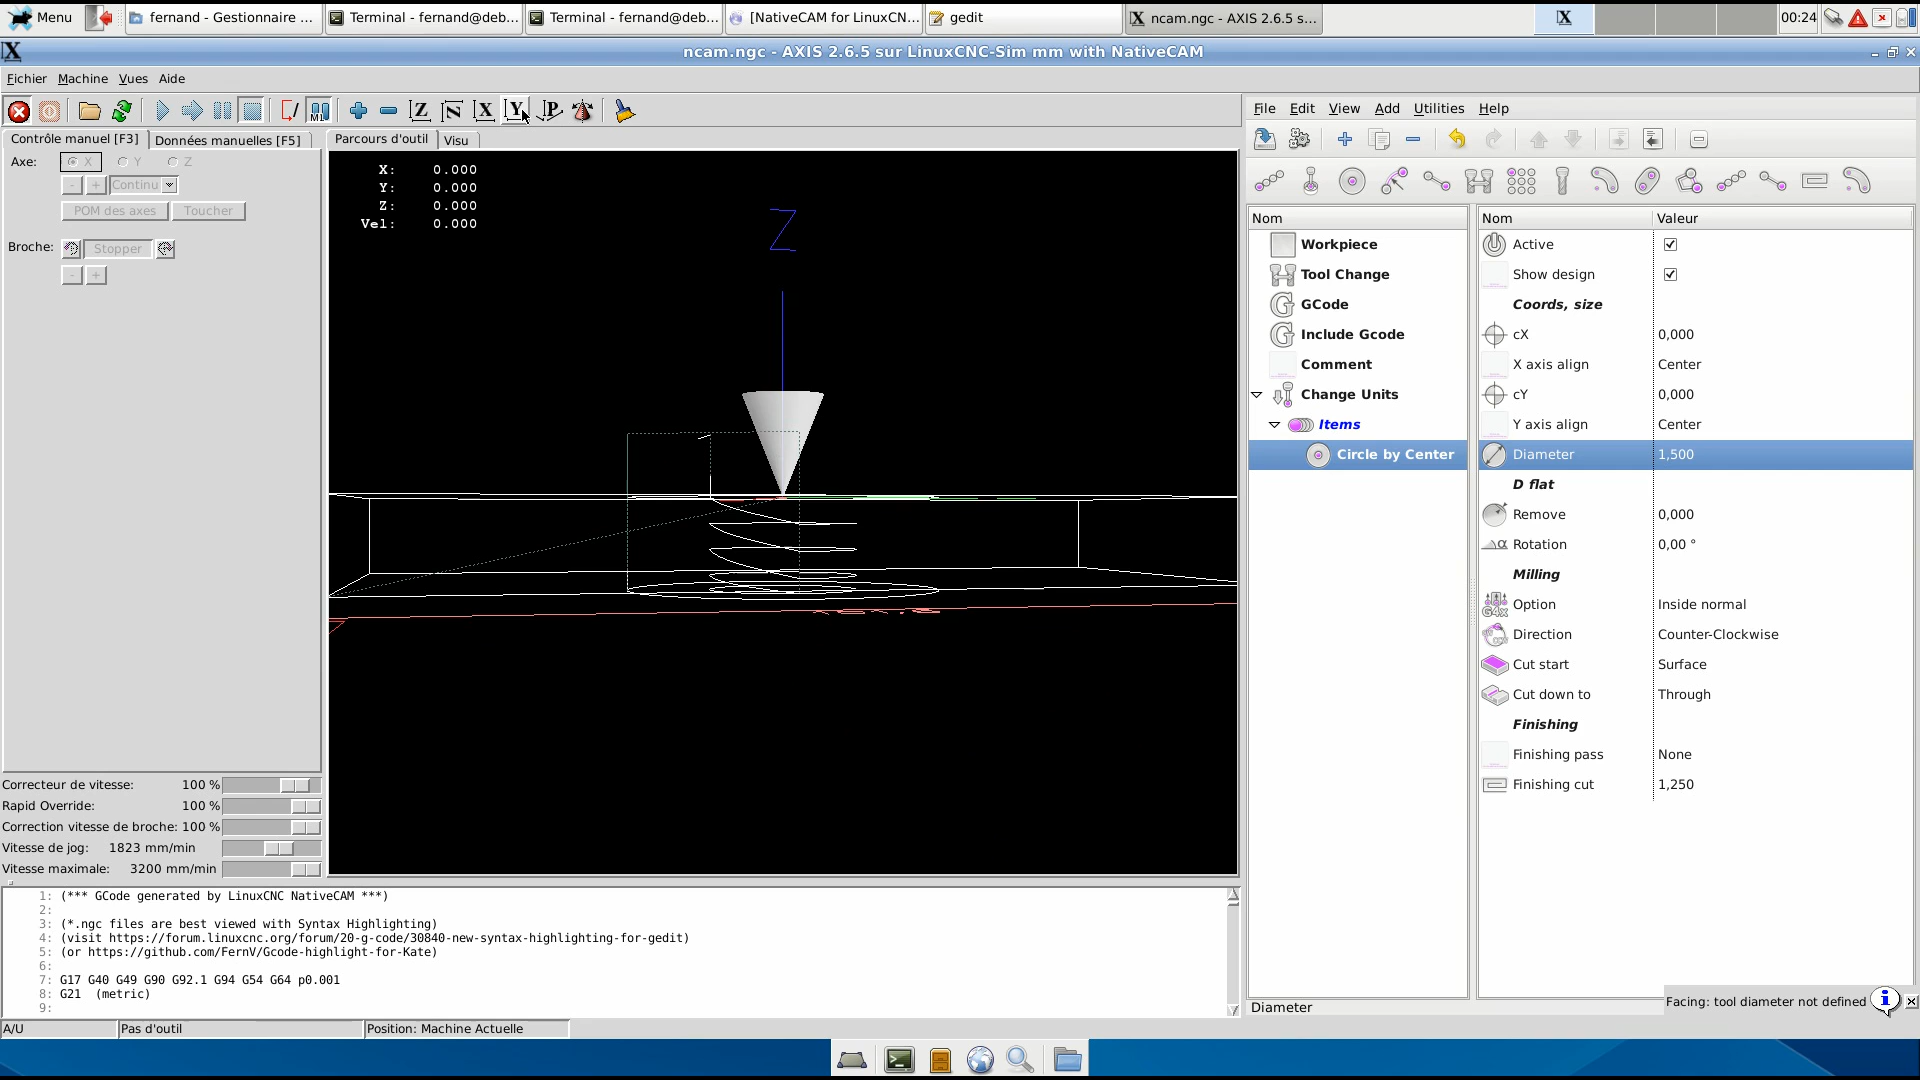 Menu
fernand - Gestionnaire ...
Terminal - fernand@deb...
Terminal - fernand@deb...
[NativeCAM for LinuxCN...
gedit
ncam.ngc - AXIS 2.6.5 s...
00:24
ncam.ngc - AXIS 2.6.5 sur LinuxCNC-Sim mm with NativeCAM
Fichier Machine Vues Aide
File Edit View Add Utilities Help
M1
Z N X Y P
Contrôle manuel [F3]
Données manuelles [F5]
Parcours d'outil
Visu
Axe: X Y Z
- + Continu
POM des axes Toucher
Broche: Stopper
- +
X: 0.000
Y: 0.000
Z: 0.000
Vel: 0.000
Z
Correcteur de vitesse: 100 %
Rapid Override: 100 %
Correction vitesse de broche: 100 %
Vitesse de jog: 1823 mm/min
Vitesse maximale: 3200 mm/min
Nom
Workpiece
Tool Change
GCode
Include Gcode
Comment
Change Units
Items
Circle by Center
Nom Valeur
Active
Show design
Coords, size
cX 0,000
X axis align Center
cY 0,000
Y axis align Center
Diameter 1,500
D flat
Remove 0,000
Rotation 0,00 °
Milling
Option Inside normal
Direction Counter-Clockwise
Cut start Surface
Cut down to Through
Finishing
Finishing pass None
Finishing cut 1,250
1: (*** GCode generated by LinuxCNC NativeCAM ***)
2:
3: (*.ngc files are best viewed with Syntax Highlighting)
4: (visit https://forum.linuxcnc.org/forum/20-g-code/30840-new-syntax-highlighting-for-gedit)
5: (or https://github.com/FernV/Gcode-highlight-for-Kate)
6:
7: G17 G40 G49 G90 G92.1 G94 G54 G64 p0.001
8: G21 (metric)
9:
Diameter
Facing: tool diameter not defined
A/U
Pas d'outil
Position: Machine Actuelle